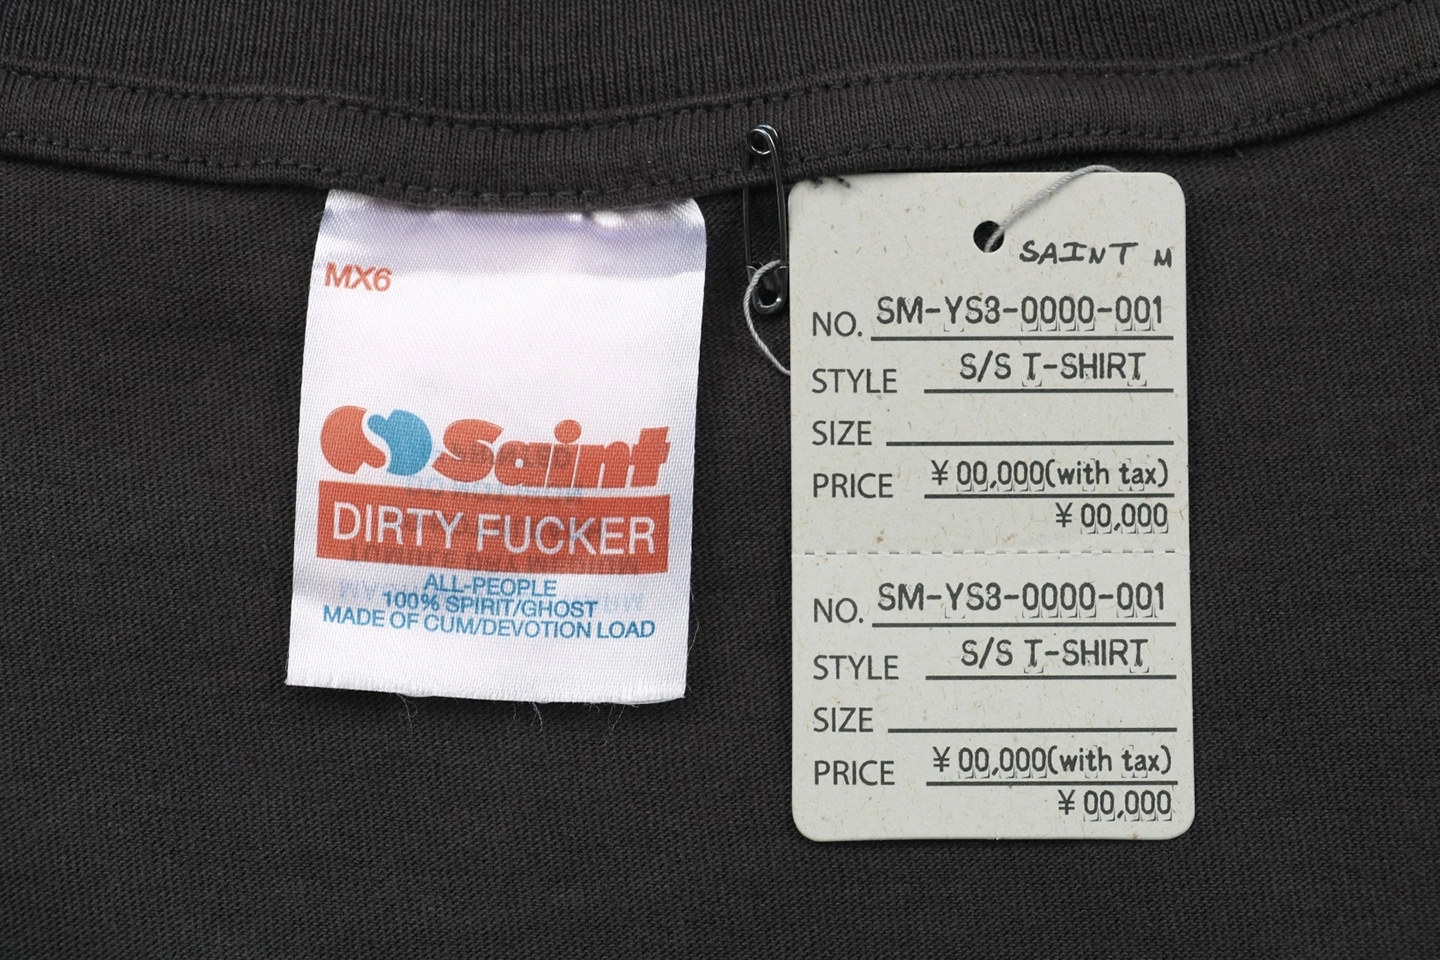 MX6
Saint
DIRTY FUCKER
ALL-PEOPLE
100% SPIRIT/GHOST
MADE OF CUM/DEVOTION LOAD
SAINT M
NO. SM-YS3-0000-001
STYLE S/S T-SHIRT
SIZE
PRICE ¥00,000(with tax)
¥00,000
NO. SM-YS3-0000-001
STYLE S/S T-SHIRT
SIZE
PRICE ¥00,000(with tax)
¥00,000